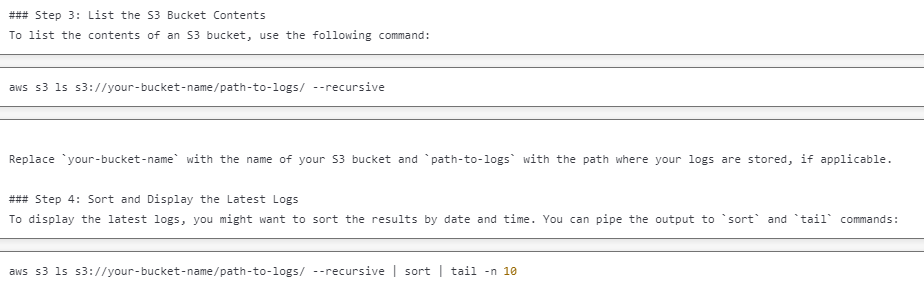 ### Step 3: List the S3 Bucket Contents
To list the contents of an S3 bucket, use the following command:
aws s3 ls s3://your-bucket-name/path-to-logs/ --recursive
Replace `your-bucket-name` with the name of your S3 bucket and `path-to-logs` with the path where your logs are stored, if applicable.
### Step 4: Sort and Display the Latest Logs
To display the latest logs, you might want to sort the results by date and time. You can pipe the output to `sort` and `tail` commands:
aws s3 ls s3://your-bucket-name/path-to-logs/ --recursive | sort | tail -n 10